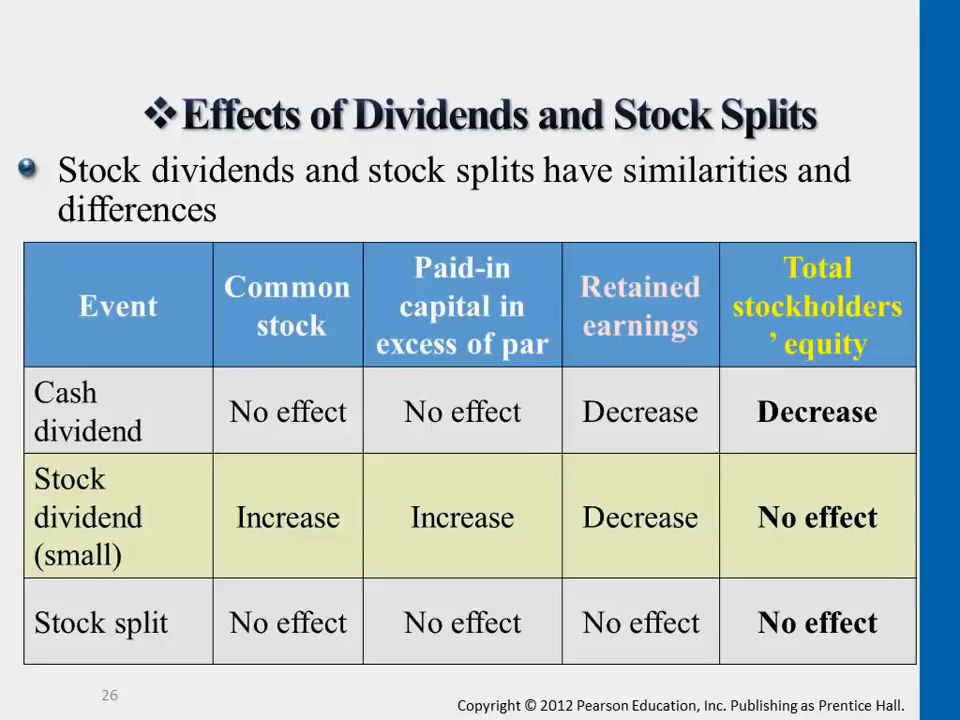 ❖Effects of Dividends and Stock Splits
Stock dividends and stock splits have similarities and
differences
Event
Common
stock
Paid-in
capital in
excess of par
Retained
earnings
Total
stockholders
’ equity
Cash
dividend
No effect
No effect
Decrease
Decrease
Stock
dividend
(small)
Increase
Increase
Decrease
No effect
Stock split
No effect
No effect
No effect
No effect
26
Copyright © 2012 Pearson Education, Inc. Publishing as Prentice Hall.